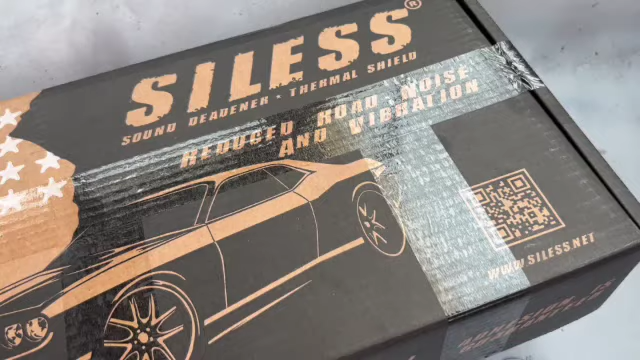 SILESS®
SOUND DEADENER • THERMAL SHIELD
REDUCED ROAD NOISE
AND VIBRATION
WWW.SILESS.NET